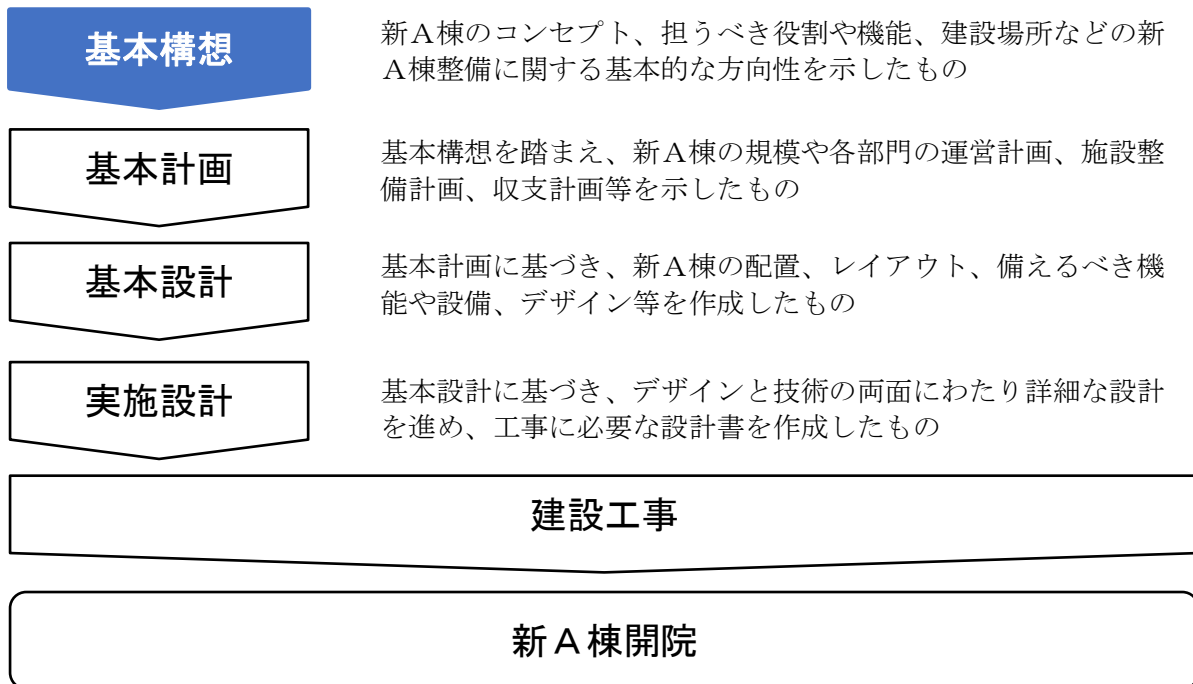 基本構想
新Ａ棟のコンセプト、担うべき役割や機能、建設場所などの新
Ａ棟整備に関する基本的な方向性を示したもの
基本計画
基本構想を踏まえ、新Ａ棟の規模や各部門の運営計画、施設整
備計画、収支計画等を示したもの
基本設計
基本計画に基づき、新Ａ棟の配置、レイアウト、備えるべき機
能や設備、デザイン等を作成したもの
実施設計
基本設計に基づき、デザインと技術の両面にわたり詳細な設計
を進め、工事に必要な設計書を作成したもの
建設工事
新Ａ棟開院